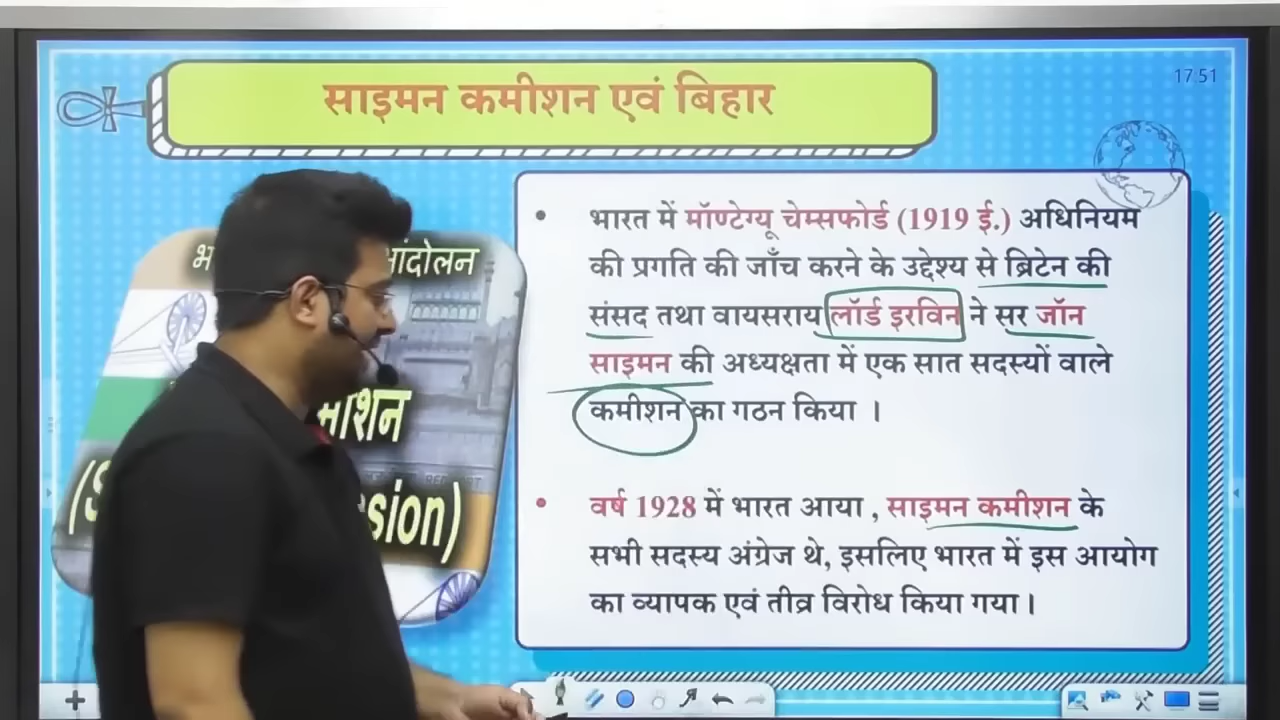 साइमन कमीशन एवं बिहार
17:51
आंदोलन
भारत में मॉण्टेग्यू चेम्सफोर्ड (1919 ई.) अधिनियम
की प्रगति की जाँच करने के उद्देश्य से ब्रिटेन की
संसद तथा वायसराय लॉर्ड इरविन ने सर जॉन
साइमन की अध्यक्षता में एक सात सदस्यों वाले
कमीशन का गठन किया ।
वर्ष 1928 में भारत आया , साइमन कमीशन के
सभी सदस्य अंग्रेज थे, इसलिए भारत में इस आयोग
का व्यापक एवं तीव्र विरोध किया गया।